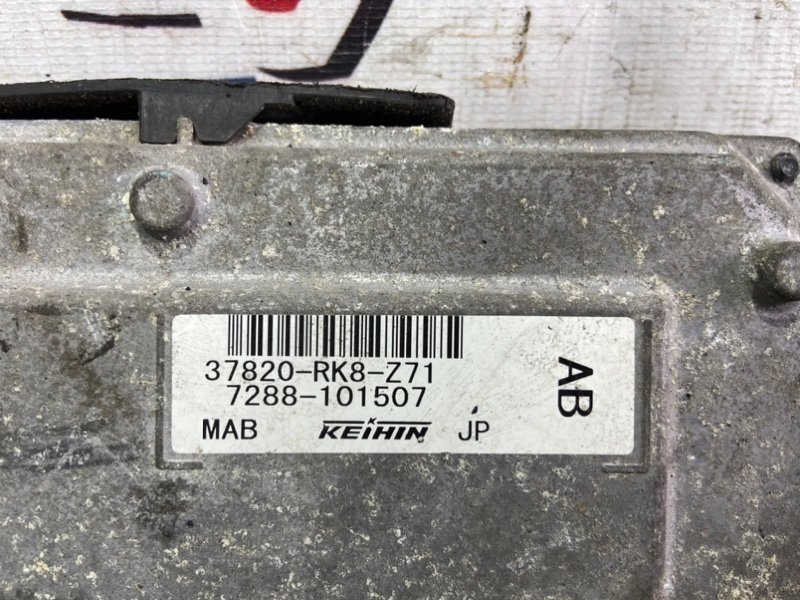 37820-RK8-Z71
7288-101507
MAB KEIHIN JP
AB